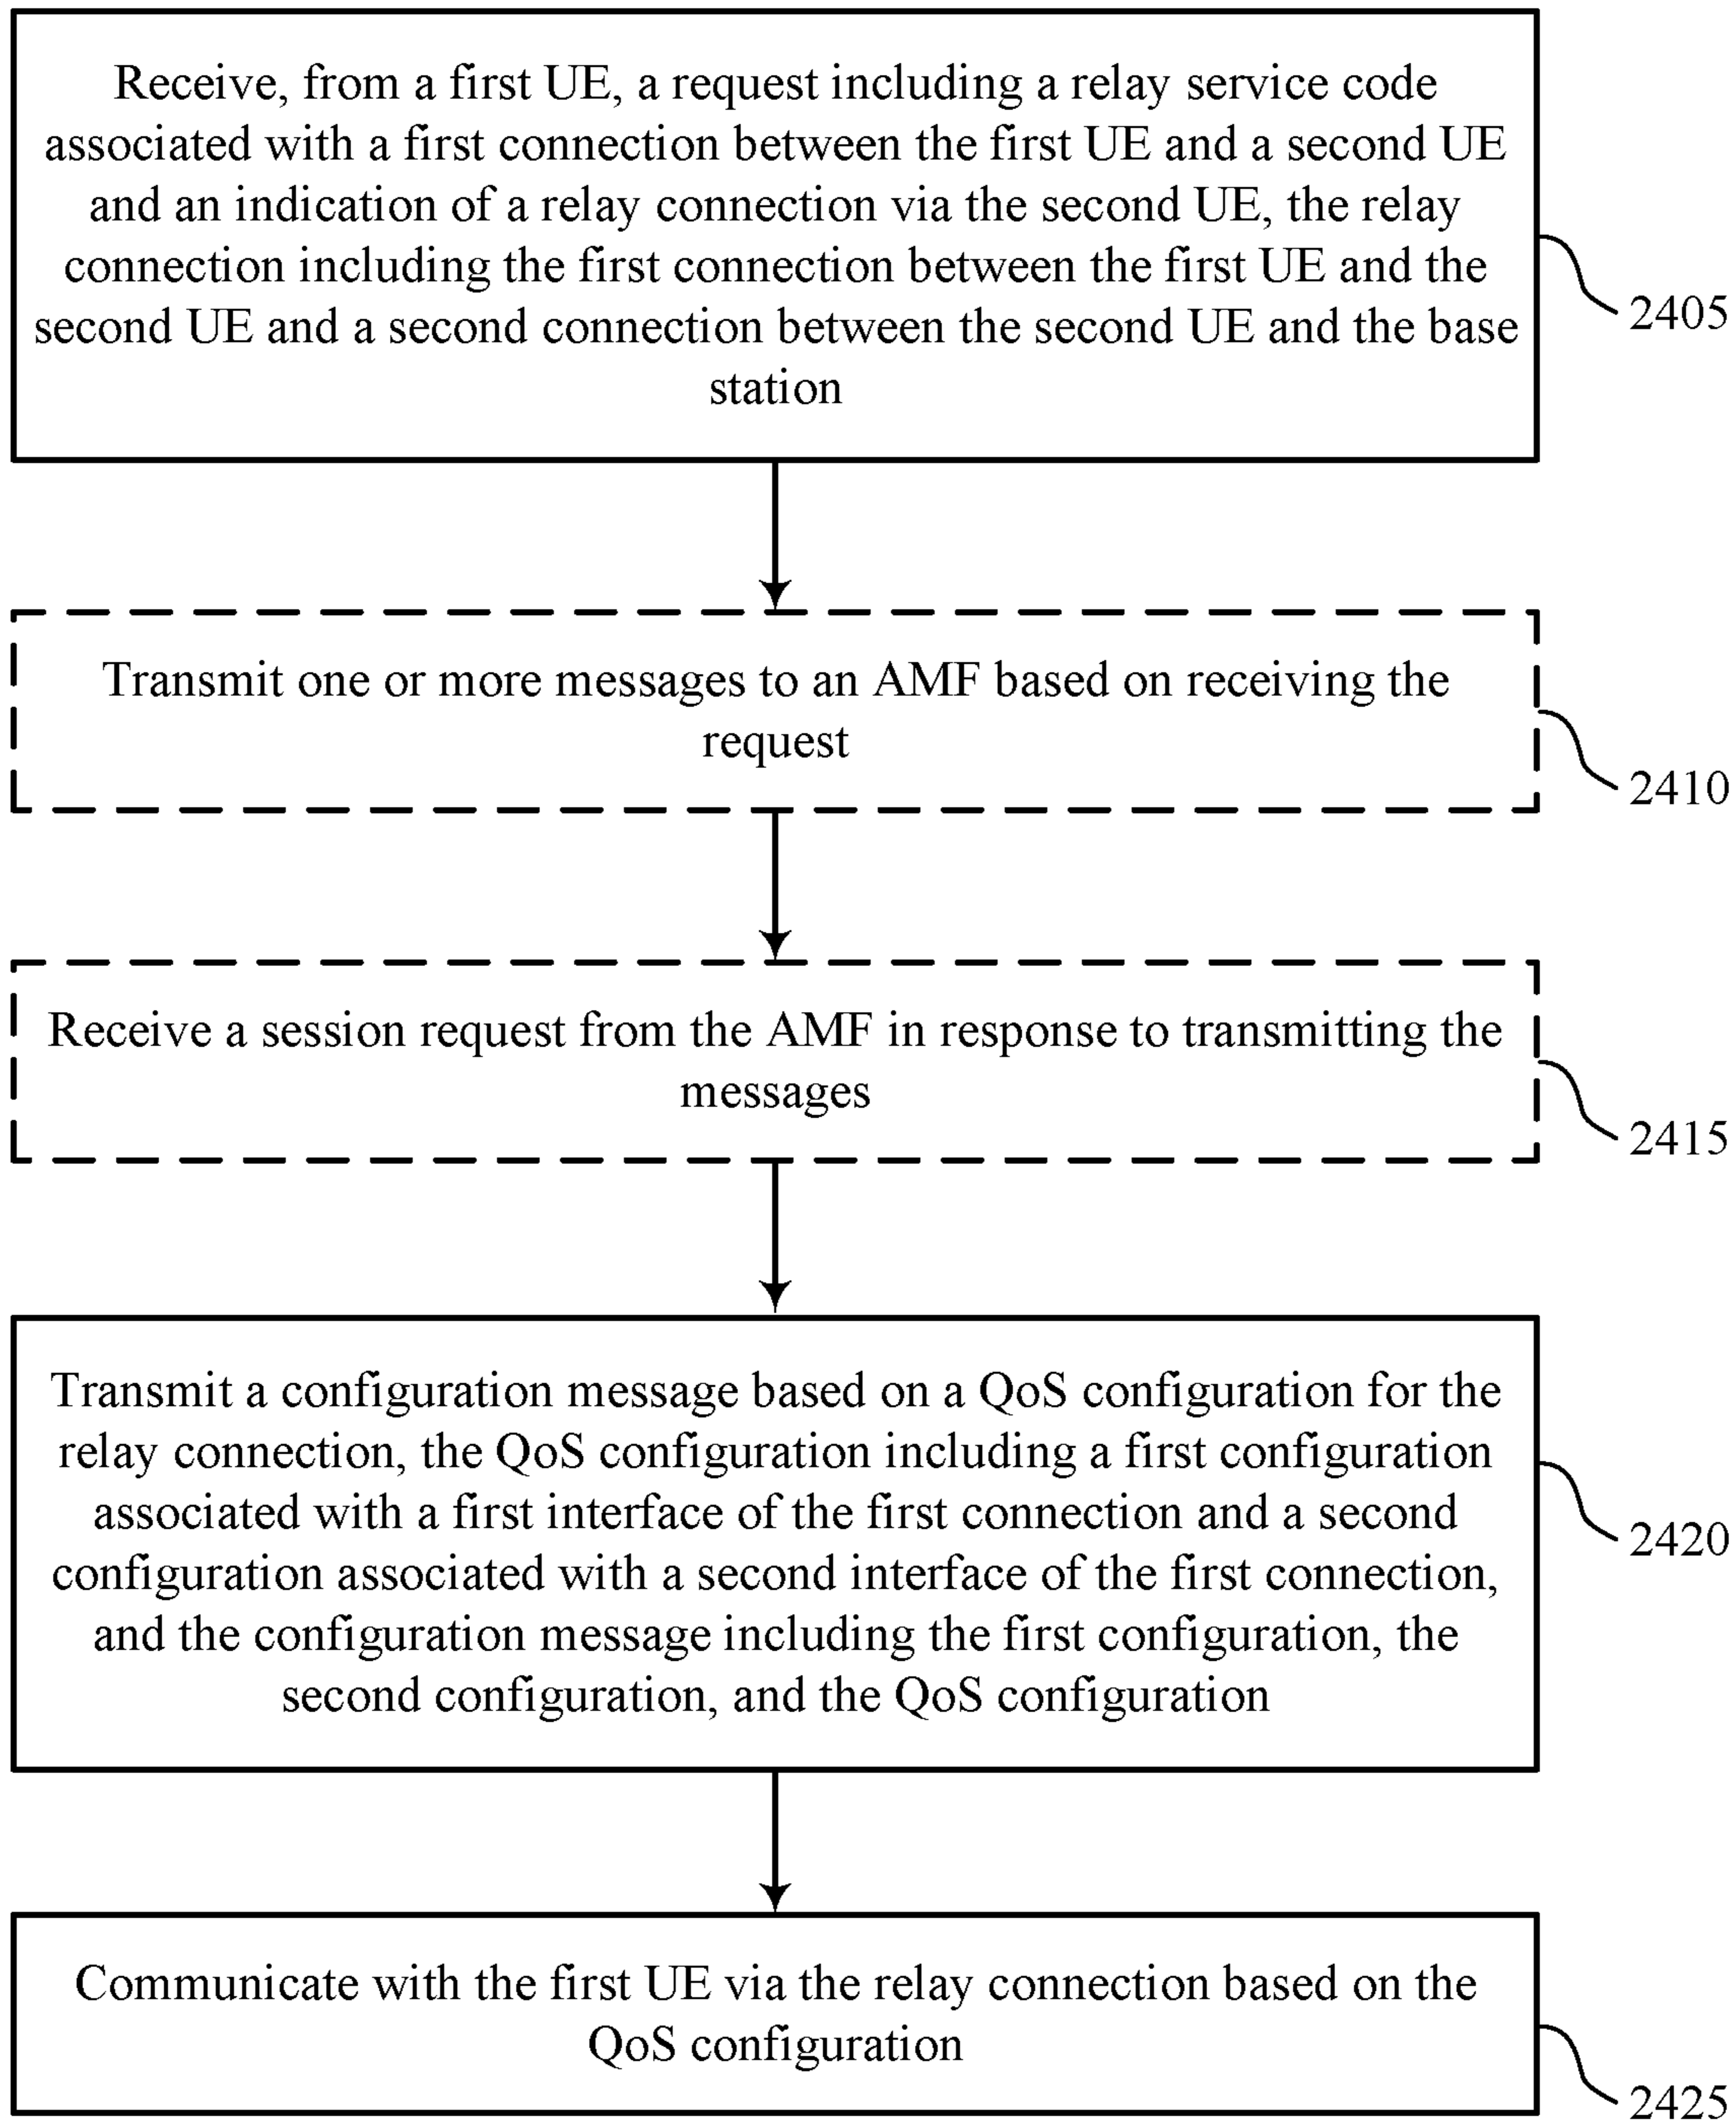 Receive, from a first UE, a request including a relay service code
associated with a first connection between the first UE and a second UE
and an indication of a relay connection via the second UE, the relay
connection including the first connection between the first UE and the
second UE and a second connection between the second UE and the base
station
2405
Transmit one or more messages to an AMF based on receiving the
request
2410
Receive a session request from the AMF in response to transmitting the
messages
2415
Transmit a configuration message based on a QoS configuration for the
relay connection, the QoS configuration including a first configuration
associated with a first interface of the first connection and a second
configuration associated with a second interface of the first connection,
and the configuration message including the first configuration, the
second configuration, and the QoS configuration
2420
Communicate with the first UE via the relay connection based on the
QoS configuration
2425